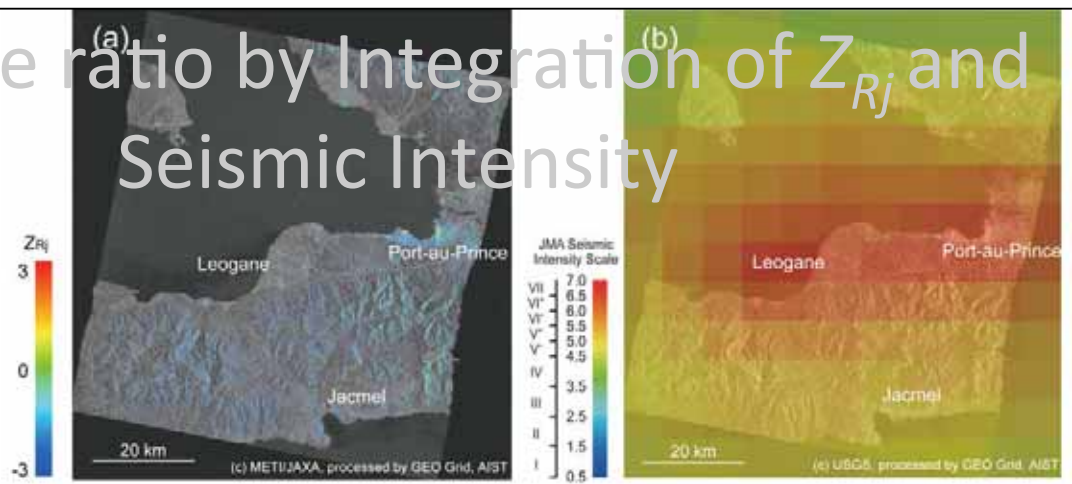 (a)
(b)
e ratio by Integration of ZRj and
Seismic Intensity
ZRj
3
0
-3
Leogane
Port-au-Prince
Jacmel
20 km
(c) METI/JAXA, processed by GEO Grid, AIST
JMA Seismic
Intensity Scale
VII
VI+
VI-
V+
V-
IV
III
II
I
7.0
6.5
6.0
5.5
5.0
4.5
3.5
2.5
1.5
0.5
Leogane
Port-au-Prince
Jacmel
20 km
(c) USGS, processed by GEO Grid, AIST